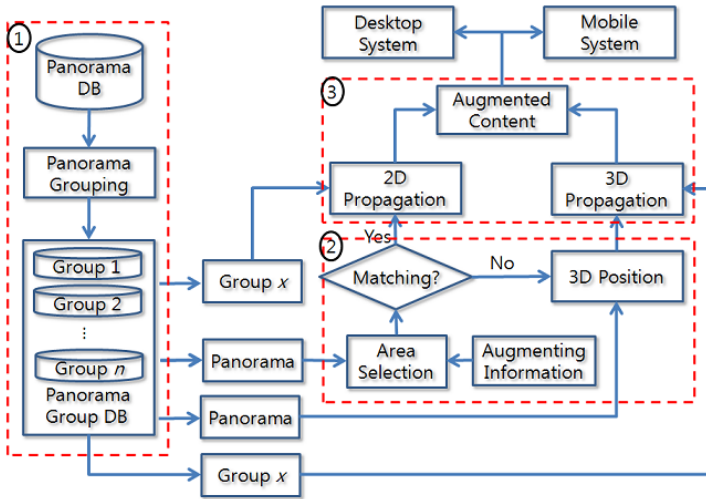 1
Panorama
DB
Panorama
Grouping
Group 1
Group 2
...
Group n
Panorama
Group DB
Group x
Panorama
Panorama
Group x
Desktop
System
Mobile
System
3
Augmented
Content
2D
Propagation
3D
Propagation
Yes
2
Matching?
No
3D Position
Area
Selection
Augmenting
Information